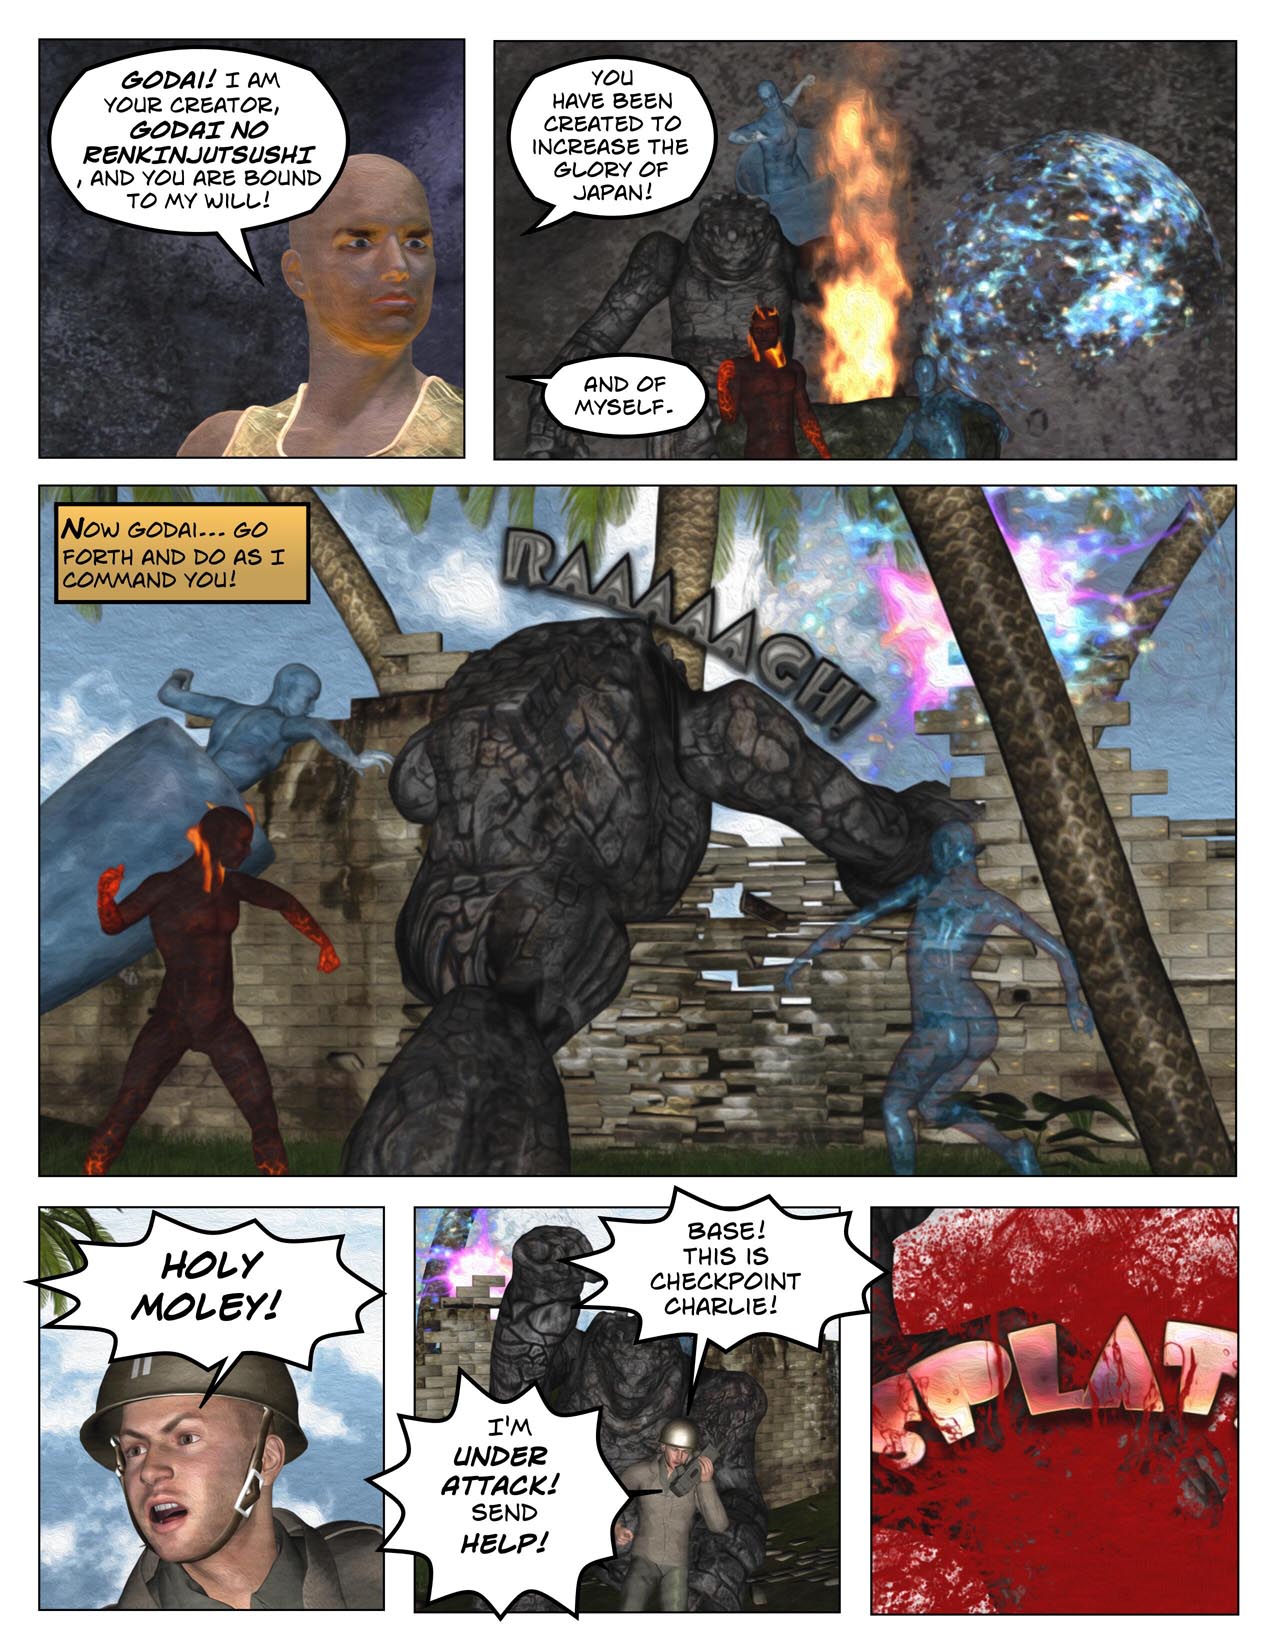 GODAI! I AM
YOUR CREATOR,
GODAI NO
RENKINJUTSUSHI
, AND YOU ARE BOUND
TO MY WILL!
YOU
HAVE BEEN
CREATED TO
INCREASE THE
GLORY OF
JAPAN!
AND OF
MYSELF.
NOW GODAI... GO
FORTH AND DO AS I
COMMAND YOU!
RAAAAAGH!
HOLY
MOLEY!
BASE!
THIS IS
CHECKPOINT
CHARLIE!
I'M
UNDER
ATTACK!
SEND
HELP!
SPLAT